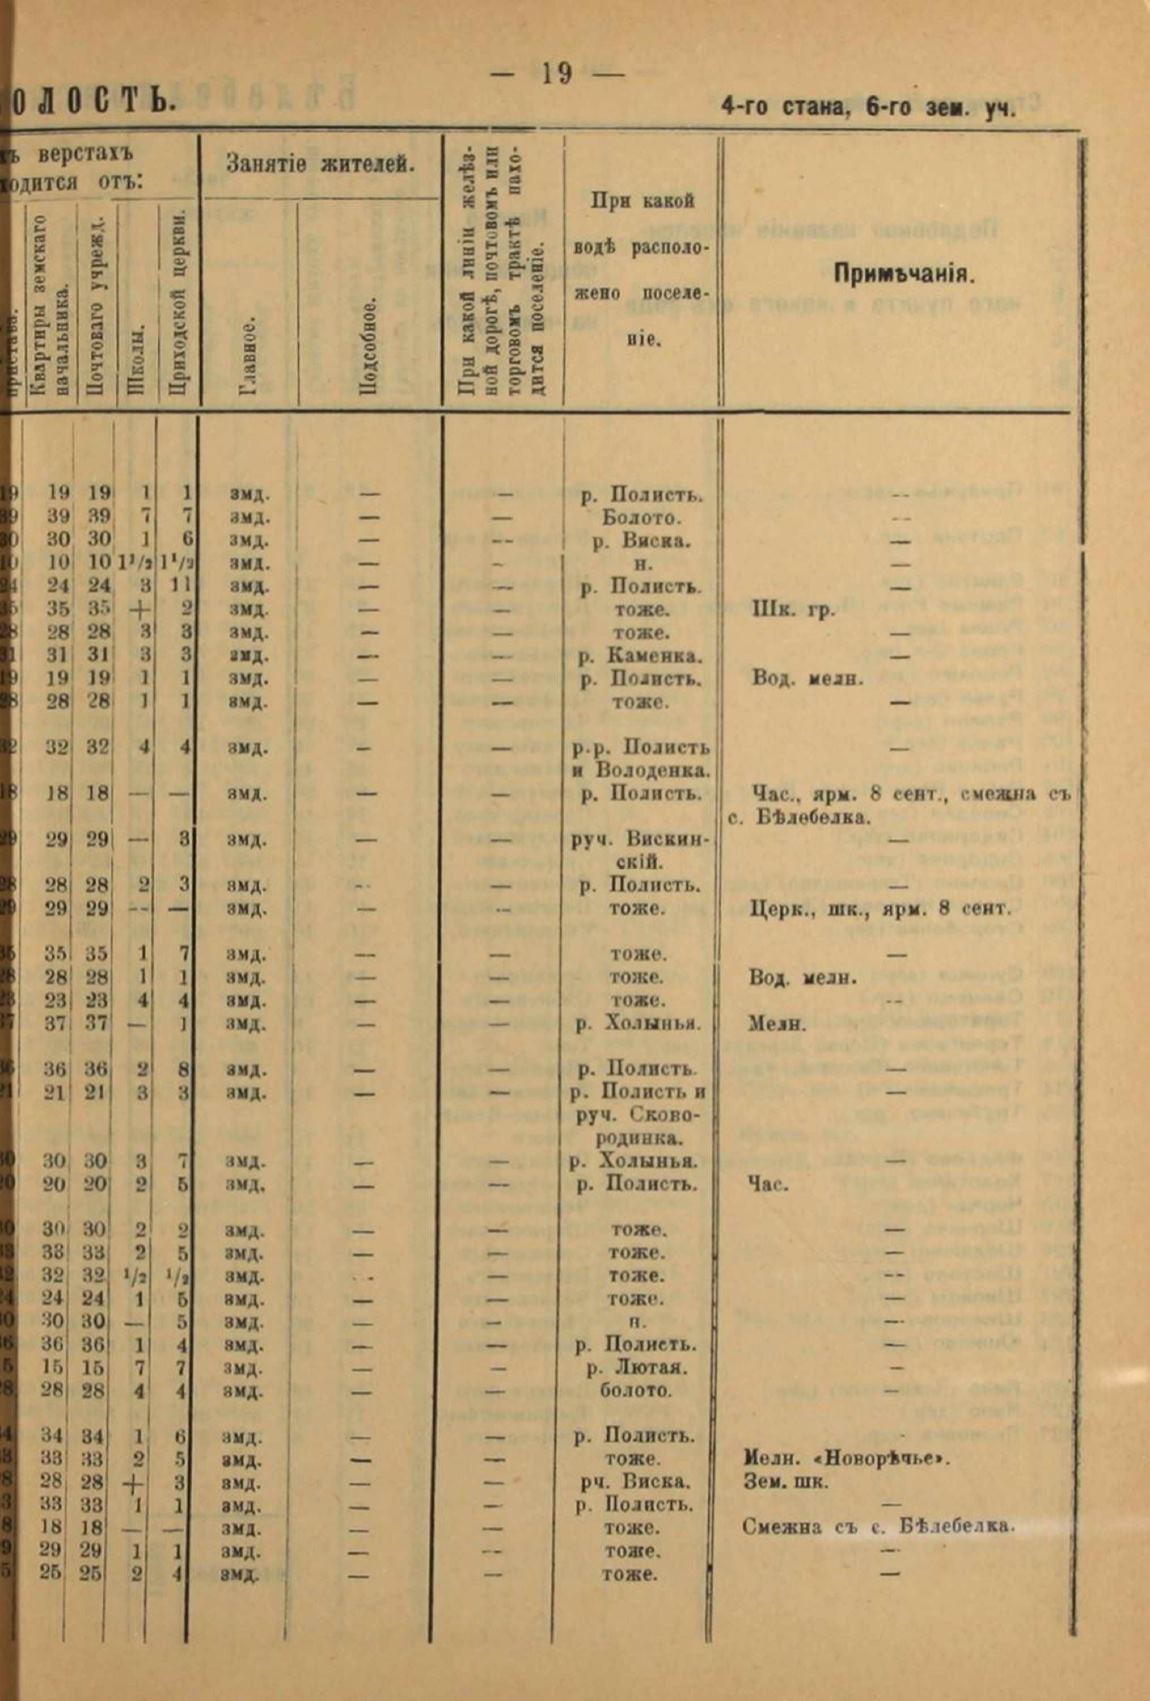 — 19 —
ОЛОСТЬ.
4-го стана, 6-го зем. уч.
ъ верстахъ
одится отъ:
Квартиры земскаго
начальника.
Почтоваго учрежд.
Школы.
Приходской церкви.
Занятіе жителей.
Главное.
Подсобное.
При какой линіи желѣз-
ной дорогѣ, почтовомъ или
торговомъ трактѣ нахо-
дится поселеніе.
При какой
водѣ располо-
жено поселе-
ніе.
Примѣчанія.
19 19 1 1 змд. — — р. Полисть. —
39 39 7 7 змд. — — Болото. —
30 30 1 6 змд. — — р. Виска. —
10 10 1¹/₂ 1¹/₂ змд. — — п. —
24 24 3 11 змд. — — р. Полисть. —
35 35 + 2 змд. — — тоже. Шк. гр.
28 28 3 3 змд. — — тоже. —
31 31 3 3 змд. — — р. Каменка. —
19 19 1 1 змд. — — р. Полисть. Вод. мелн.
28 28 1 1 змд. — — тоже. —
32 32 4 4 змд. — — р.р. Полисть —
и Володенка.
18 18 — — змд. — — р. Полисть. Час., ярм. 8 сент., смежна съ
с. Бѣлебелка.
29 29 — 3 змд. — — руч. Вискин- —
скій.
28 28 2 3 змд. — — р. Полисть. —
29 29 — — змд. — — тоже. Церк., шк., ярм. 8 сент.
35 35 1 7 змд. — — тоже. —
28 28 1 1 змд. — — тоже. Вод. мелн.
23 23 4 4 змд. — — тоже. —
37 37 — 1 змд. — — р. Холынья. Мелн.
36 36 2 8 змд. — — р. Полисть. —
21 21 3 3 змд. — — р. Полисть и —
руч. Сково-
родинка.
30 30 3 7 змд. — — р. Холынья. —
20 20 2 5 змд. — — р. Полисть. Час.
30 30 2 2 змд. — — тоже. —
33 33 2 5 змд. — — тоже. —
32 32 ¹/₂ ¹/₂ змд. — — тоже. —
24 24 1 5 змд. — — тоже. —
30 30 — 5 змд. — — п. —
36 36 1 4 змд. — — р. Полисть. —
15 15 7 7 змд. — — р. Лютая. —
28 28 4 4 змд. — — болото. —
34 34 1 6 змд. — — р. Полисть.
33 33 2 5 змд. — — тоже. Мелн. «Новорѣчье».
28 28 + 3 змд. — — рч. Виска. Зем. шк.
33 33 1 1 змд. — — р. Полисть. —
18 18 — — змд. — — тоже. Смежна съ с. Бѣлебелка.
29 29 1 1 змд. — — тоже. —
25 25 2 4 змд. — — тоже. —